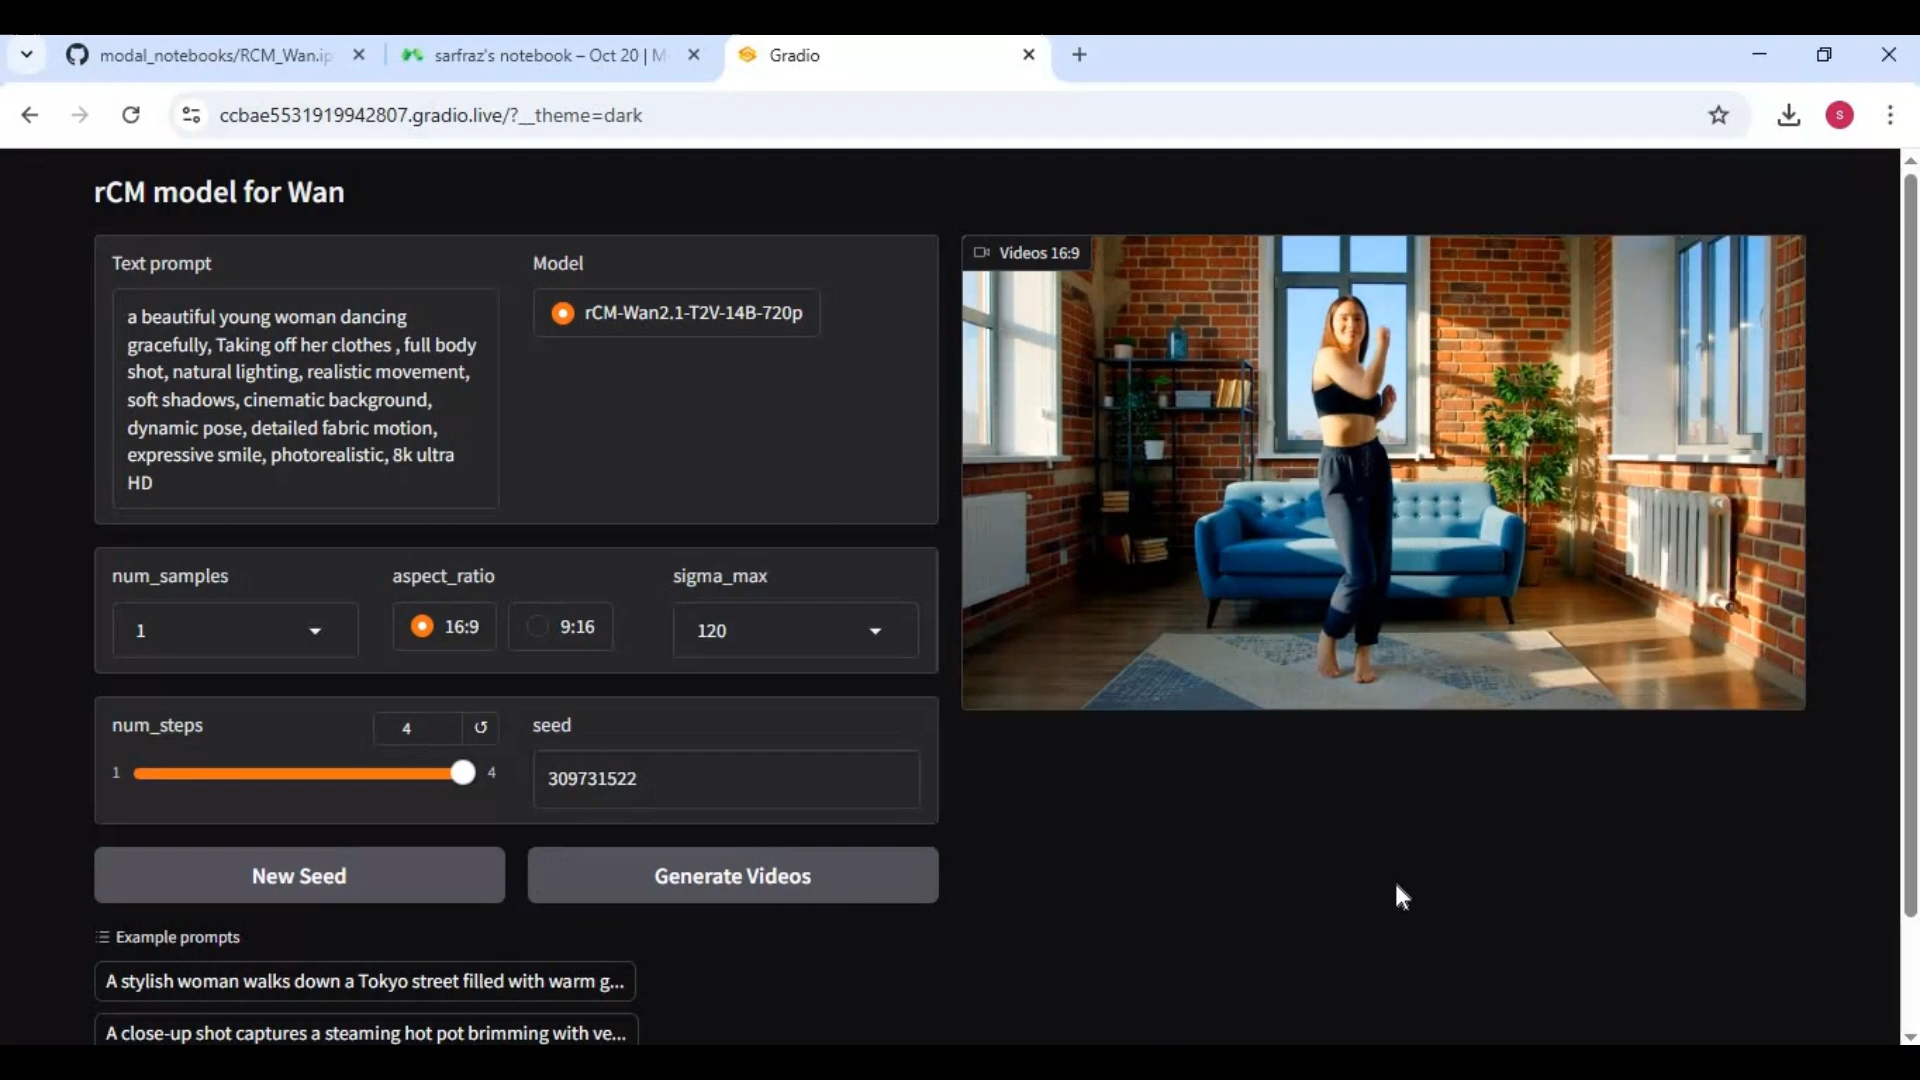 modal_notebooks/RCM_Wan.ip
sarfraz's notebook – Oct 20 | M
Gradio
ccbae5531919942807.gradio.live/?__theme=dark
S
rCM model for Wan
Text prompt
a beautiful young woman dancing
gracefully, Taking off her clothes , full body
shot, natural lighting, realistic movement,
soft shadows, cinematic background,
dynamic pose, detailed fabric motion,
expressive smile, photorealistic, 8k ultra
HD
Model
rCM-Wan2.1-T2V-14B-720p
Videos 16:9
num_samples
1
aspect_ratio
16:9
9:16
sigma_max
120
num_steps
4
1
4
seed
309731522
New Seed
Generate Videos
Example prompts
A stylish woman walks down a Tokyo street filled with warm g...
A close-up shot captures a steaming hot pot brimming with ve...